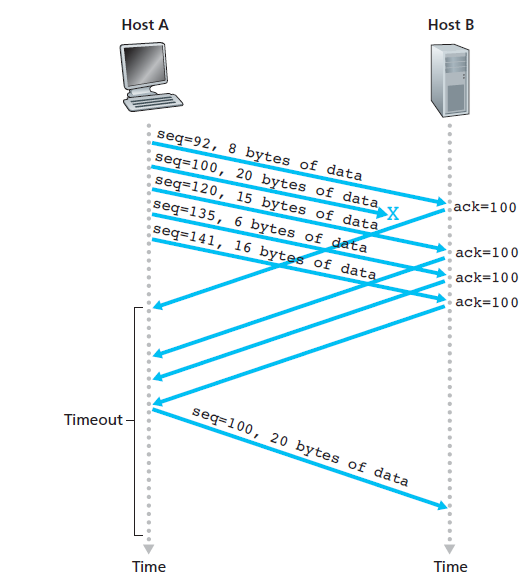 Host A
Host B
seq=92, 8 bytes of data
seq=100, 20 bytes of data
X
seq=120, 15 bytes of data
seq=135, 6 bytes of data
seq=141, 16 bytes of data
ack=100
ack=100
ack=100
ack=100
Timeout
seq=100, 20 bytes of data
Time
Time